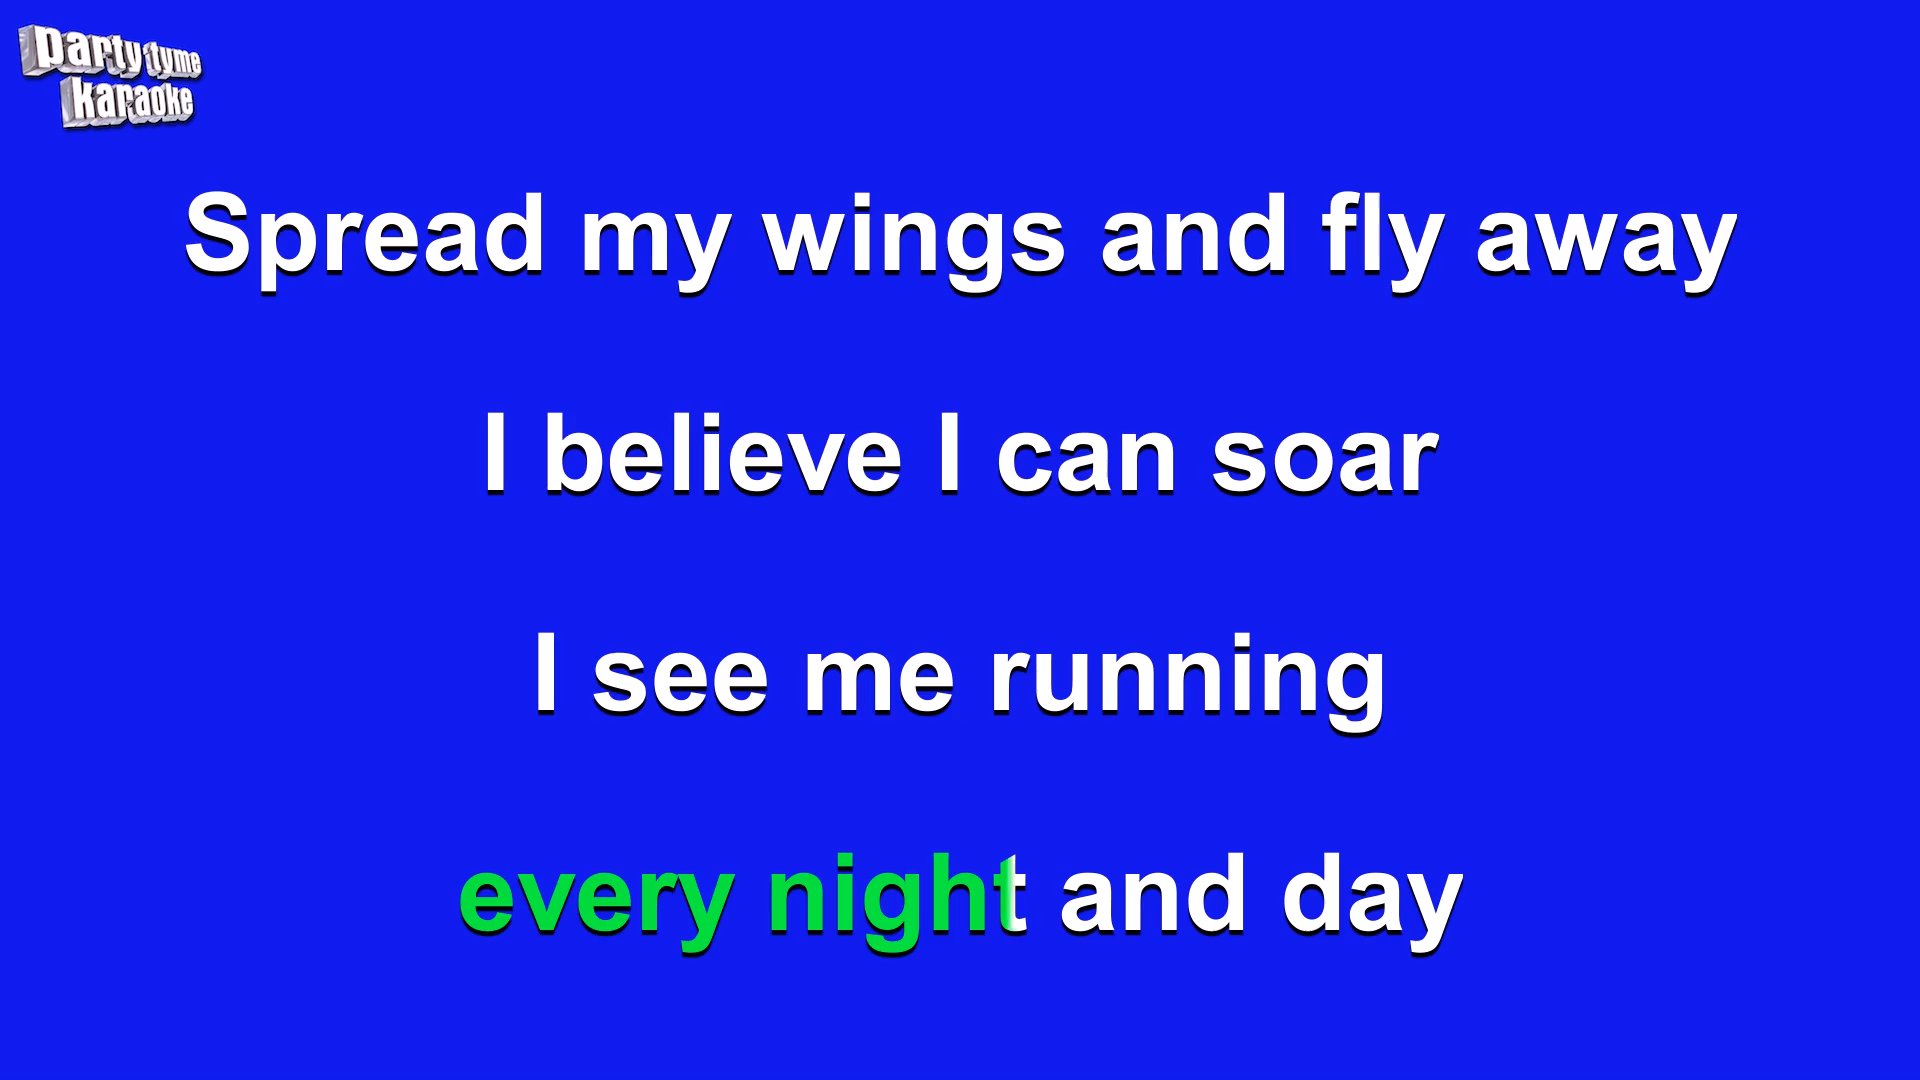 party tyme
karaoke
Spread my wings and fly away
I believe I can soar
I see me running
every night and day